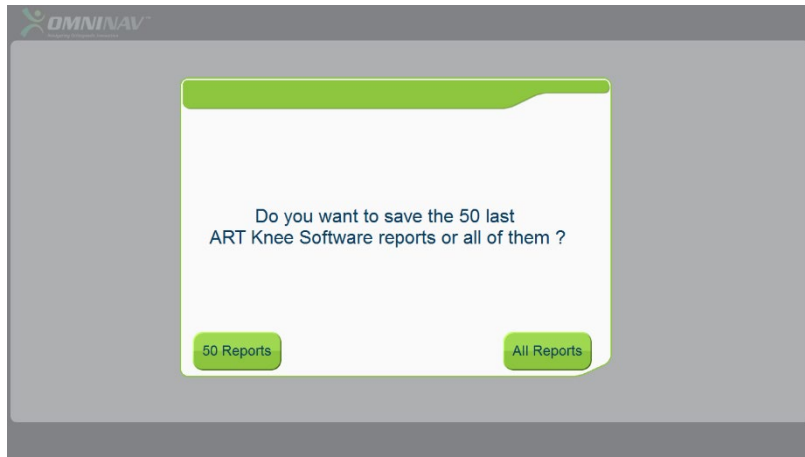 OMNINAV™
Do you want to save the 50 last
ART Knee Software reports or all of them ?
50 Reports
All Reports